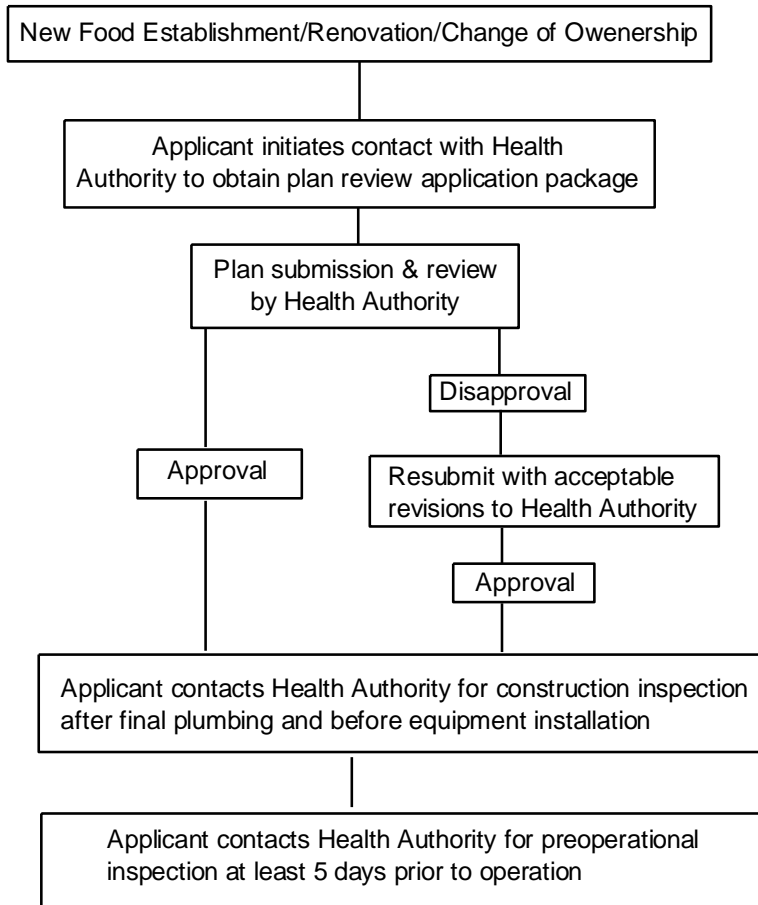 New Food Establishment/Renovation/Change of Owenership
Applicant initiates contact with Health
Authority to obtain plan review application package
Plan submission & review
by Health Authority
Disapproval
Approval
Resubmit with acceptable
revisions to Health Authority
Approval
Applicant contacts Health Authority for construction inspection
after final plumbing and before equipment installation
Applicant contacts Health Authority for preoperational
inspection at least 5 days prior to operation